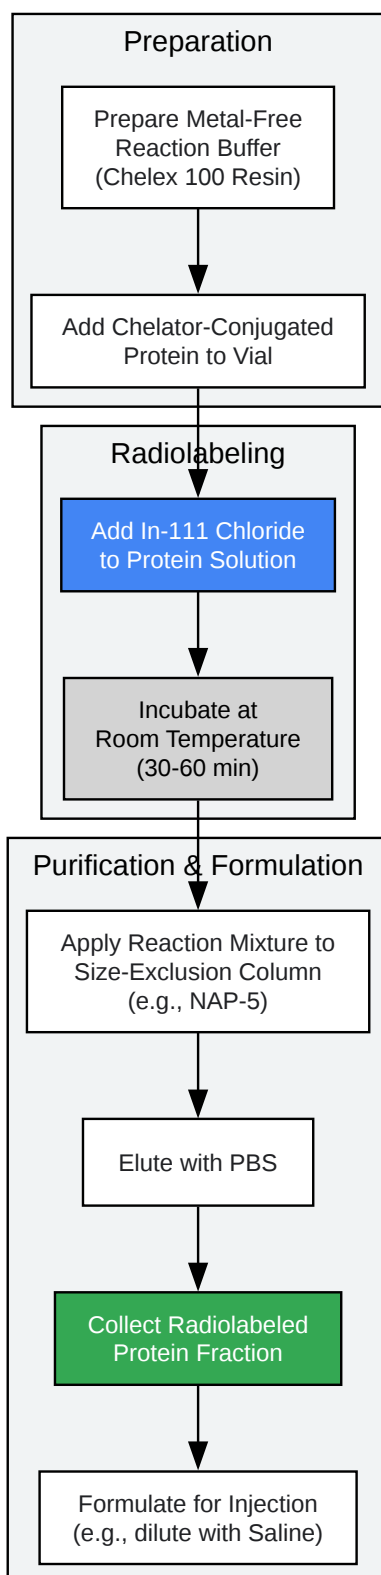 Preparation
Prepare Metal-Free
Reaction Buffer
(Chelex 100 Resin)
Add Chelator-Conjugated
Protein to Vial
Radiolabeling
Add In-111 Chloride
to Protein Solution
Incubate at
Room Temperature
(30-60 min)
Purification & Formulation
Apply Reaction Mixture to
Size-Exclusion Column
(e.g., NAP-5)
Elute with PBS
Collect Radiolabeled
Protein Fraction
Formulate for Injection
(e.g., dilute with Saline)